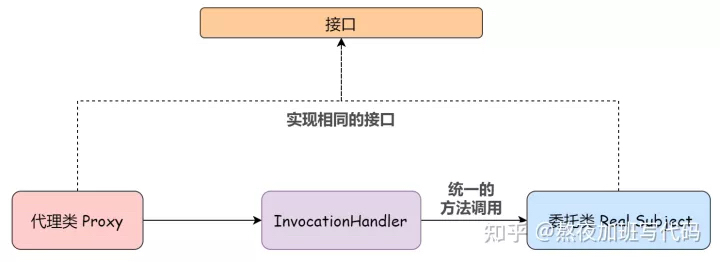 接口
实现相同的接口
代理类 Proxy
InvocationHandler
统一的
方法调用
委托类 Real Subject
知乎 @熬夜加班写代码